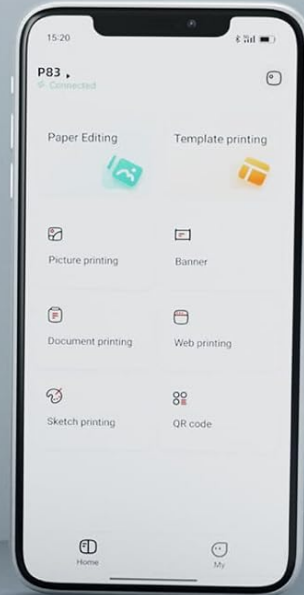 15:20
P83
Connected
Paper Editing
Template printing
Picture printing
Banner
Document printing
Web printing
Sketch printing
QR code
Home
My